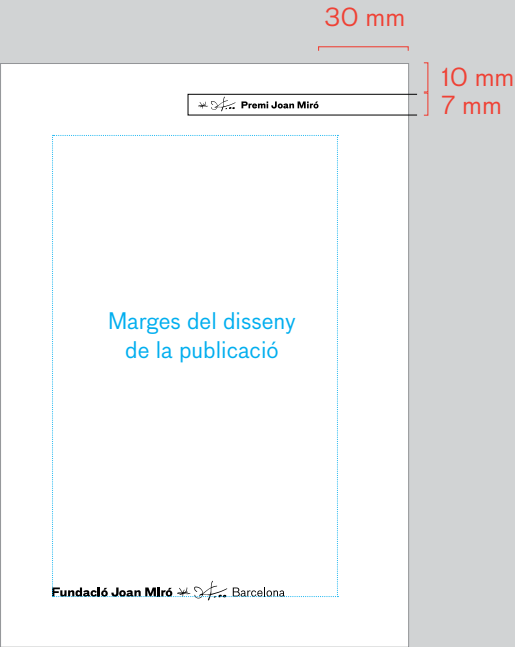 30 mm
10 mm
7 mm
Premi Joan Miró
Marges del disseny
de la publicació
Fundació Joan Miró Barcelona